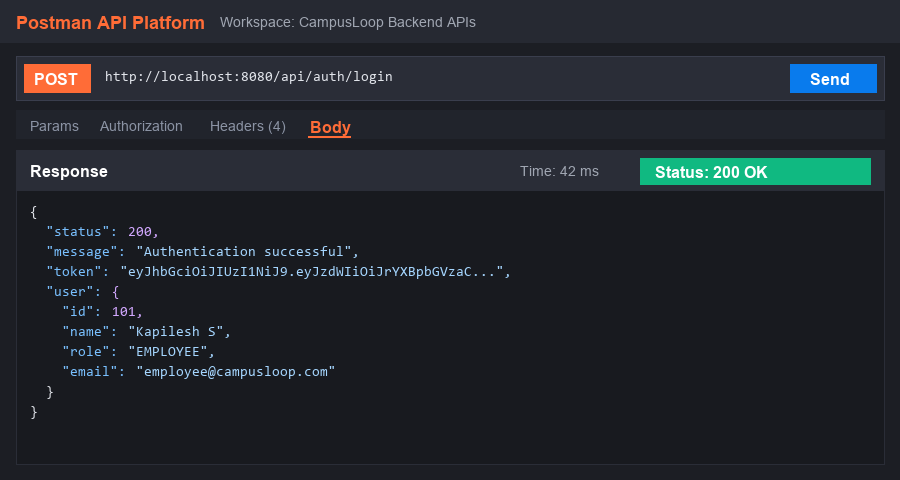 Postman API Platform Workspace: CampusLoop Backend APIs
POST http://localhost:8080/api/auth/login Send
Params Authorization Headers (4) Body
Response Time: 42 ms Status: 200 OK
{
"status": 200,
"message": "Authentication successful",
"token": "eyJhbGciOiJIUzI1NiJ9.eyJzdWIiOiJrYXBpbGVzaC...",
"user": {
"id": 101,
"name": "Kapilesh S",
"role": "EMPLOYEE",
"email": "employee@campusloop.com"
}
}